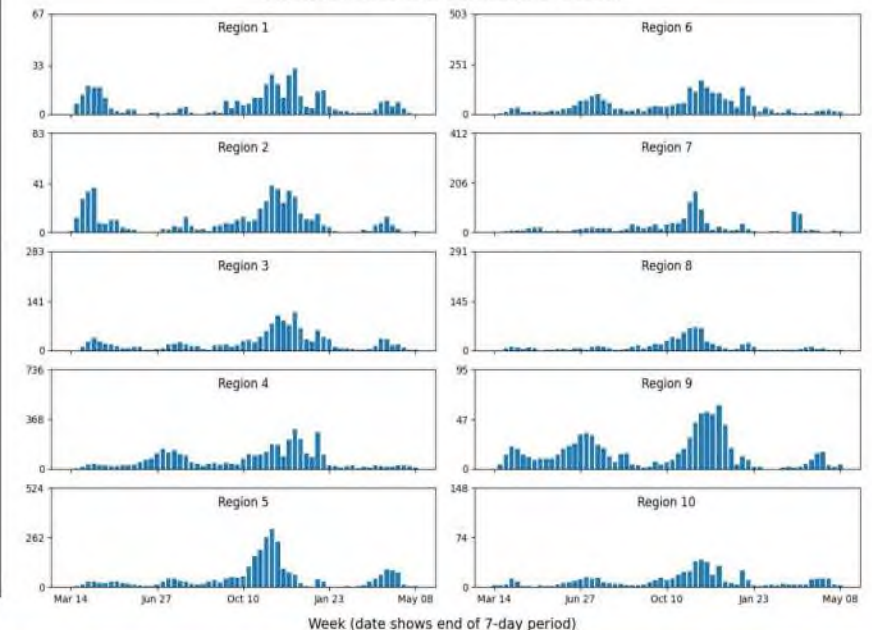 67
33
0
Region 1
83
41
0
Region 2
283
141
0
Region 3
736
368
0
Region 4
524
262
0
Region 5
Mar 14 Jun 27 Oct 10 Jan 23 May 08
503
251
0
Region 6
412
206
0
Region 7
291
145
0
Region 8
95
47
0
Region 9
148
74
0
Region 10
Mar 14 Jun 27 Oct 10 Jan 23 May 08
Week (date shows end of 7-day period)